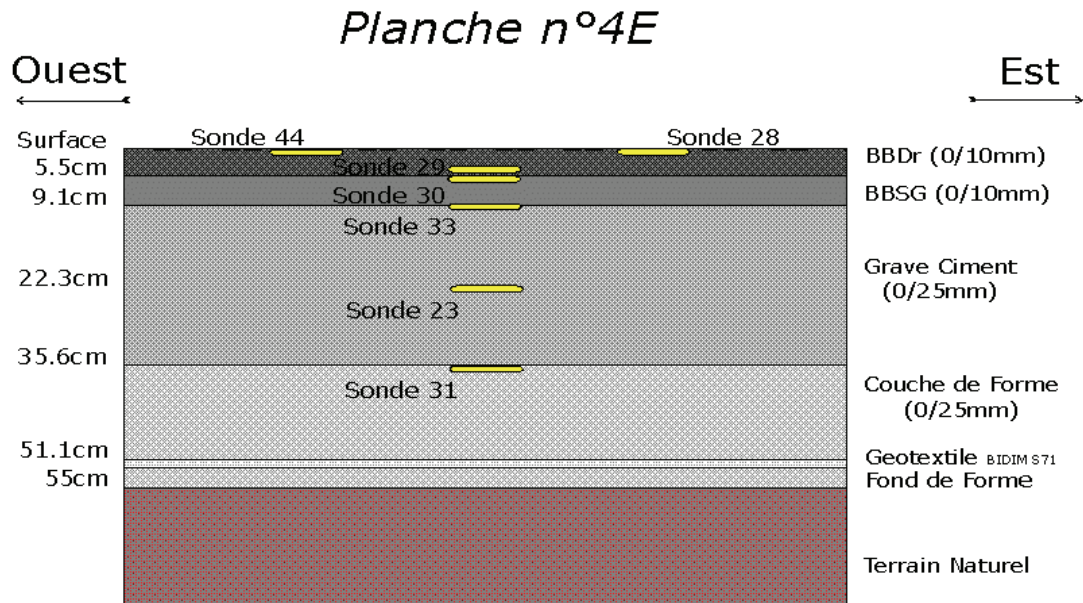 Planche n°4E
Ouest
Est
Surface
Sonde 44
Sonde 28
5.5cm
Sonde 29
BBDr (0/10mm)
9.1cm
Sonde 30
BBSG (0/10mm)
Sonde 33
22.3cm
Grave Ciment
(0/25mm)
Sonde 23
35.6cm
Sonde 31
Couche de Forme
(0/25mm)
51.1cm
Geotextile BIDIM S71
55cm
Fond de Forme
Terrain Naturel